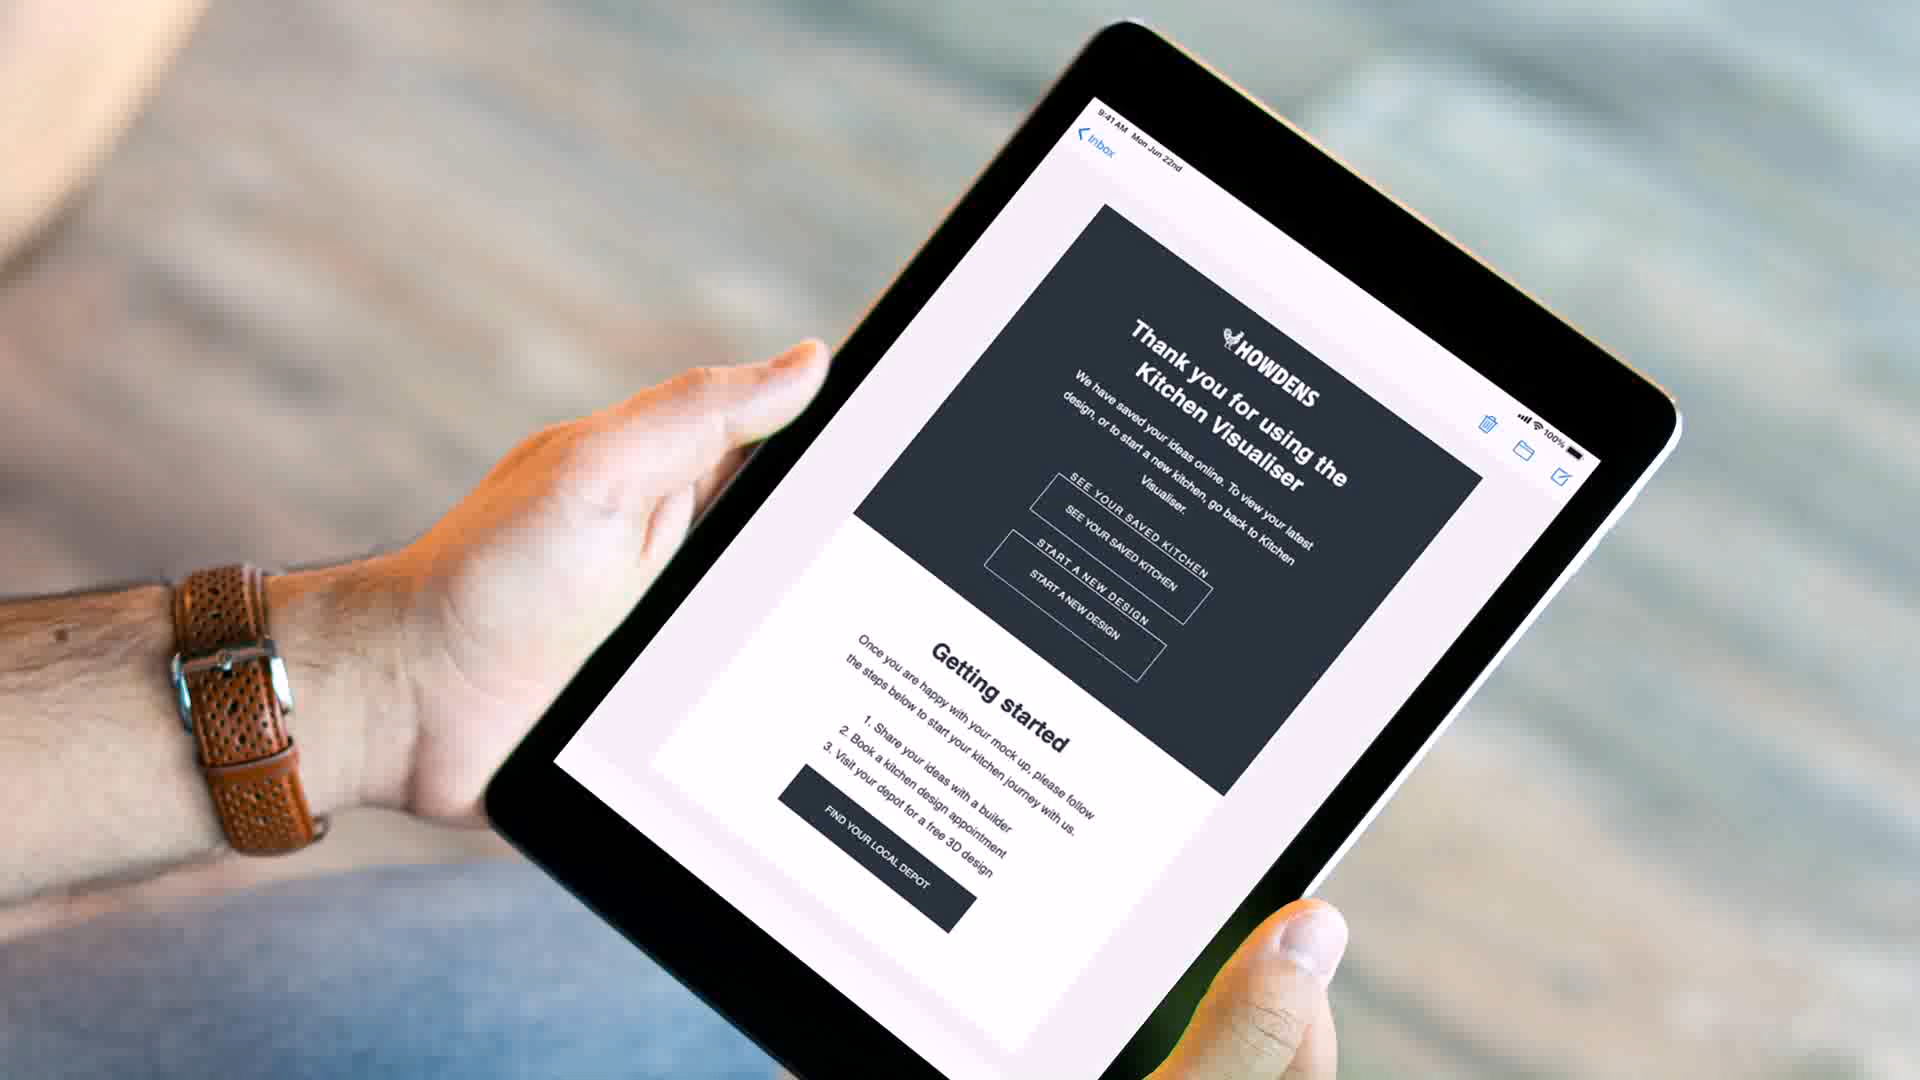 9:41 AM Mon Jun 22nd
100%
Inbox
HOWDENS
Thank you for using the
Kitchen Visualiser
We have saved your ideas online. To view your latest
design, or to start a new kitchen, go back to Kitchen
Visualiser.
SEE YOUR SAVED KITCHEN
SEE YOUR SAVED KITCHEN
START A NEW DESIGN
START A NEW DESIGN
Getting started
Once you are happy with your mock up, please follow
the steps below to start your kitchen journey with us.
1. Share your ideas with a builder
2. Book a kitchen design appointment
3. Visit your depot for a free 3D design
FIND YOUR LOCAL DEPOT